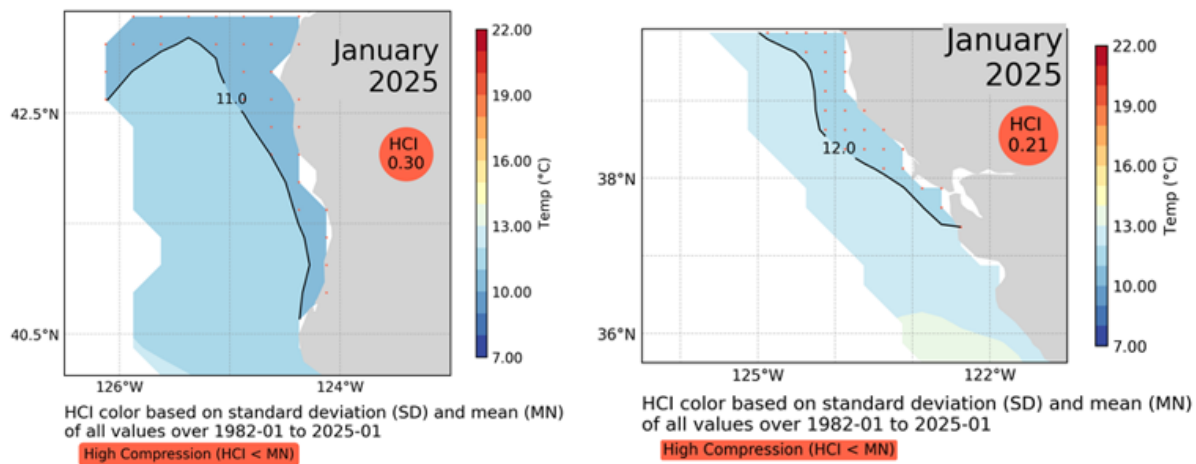 January
2025
11.0
HCI
0.30
42.5°N
40.5°N
126°W
124°W
22.00
19.00
16.00
13.00
10.00
7.00
Temp (°C)
HCI color based on standard deviation (SD) and mean (MN)
of all values over 1982-01 to 2025-01
High Compression (HCI < MN)
January
2025
12.0
HCI
0.21
38°N
36°N
125°W
122°W
22.00
19.00
16.00
13.00
10.00
7.00
Temp (°C)
HCI color based on standard deviation (SD) and mean (MN)
of all values over 1982-01 to 2025-01
High Compression (HCI < MN)